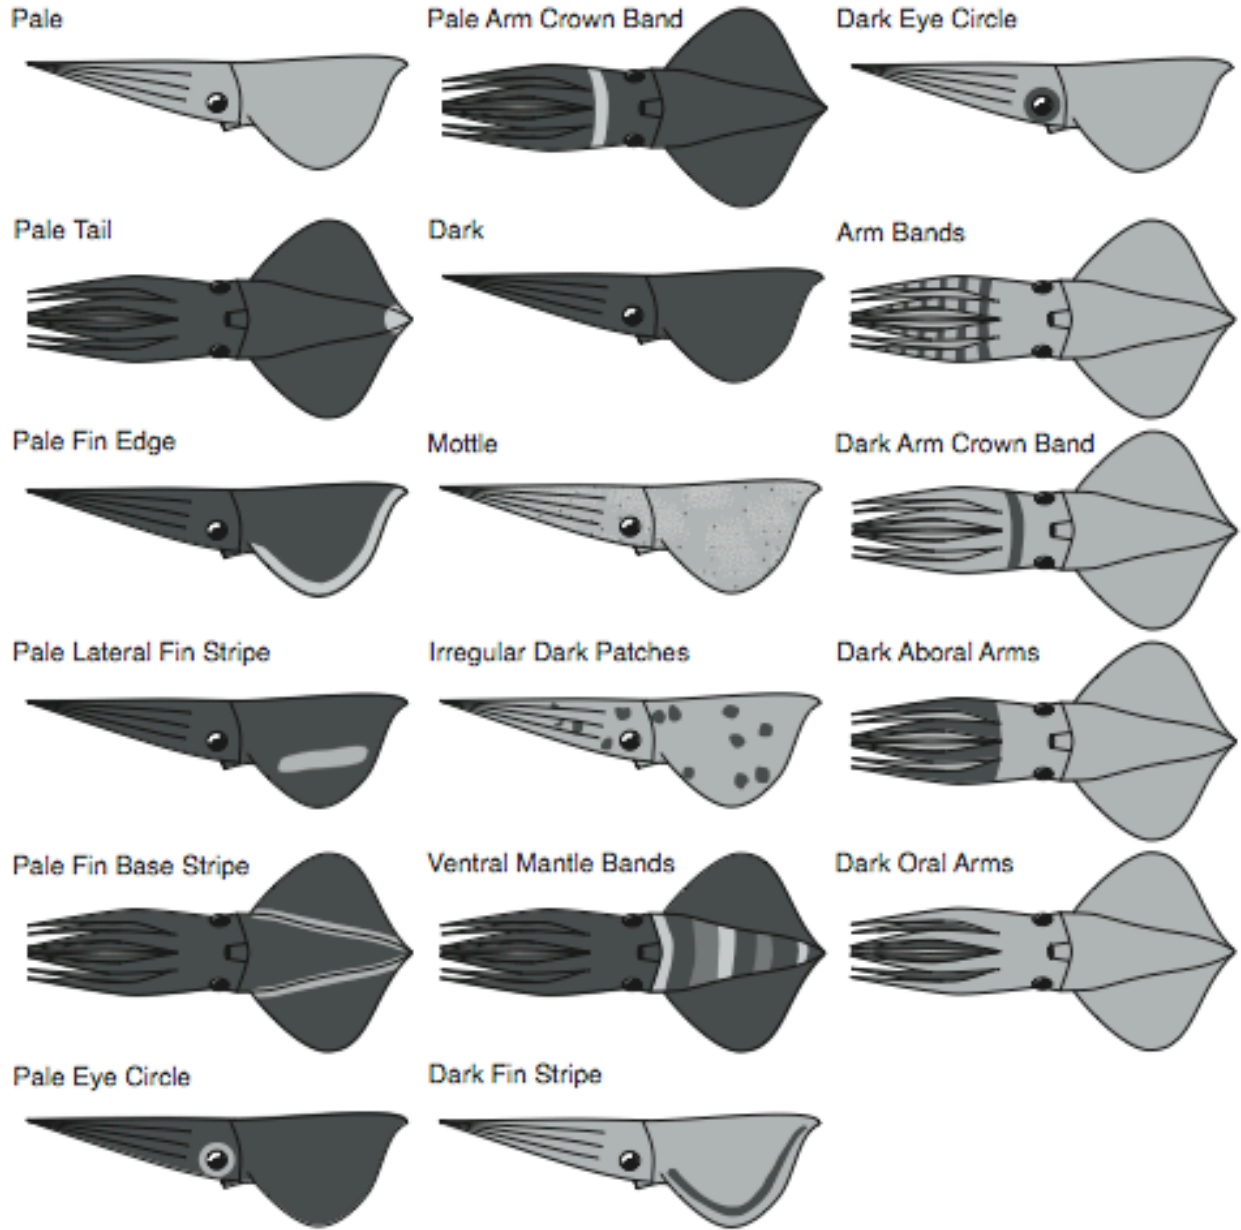 Pale
Pale Arm Crown Band
Dark Eye Circle
Pale Tail
Dark
Arm Bands
Pale Fin Edge
Mottle
Dark Arm Crown Band
Pale Lateral Fin Stripe
Irregular Dark Patches
Dark Aboral Arms
Pale Fin Base Stripe
Ventral Mantle Bands
Dark Oral Arms
Pale Eye Circle
Dark Fin Stripe